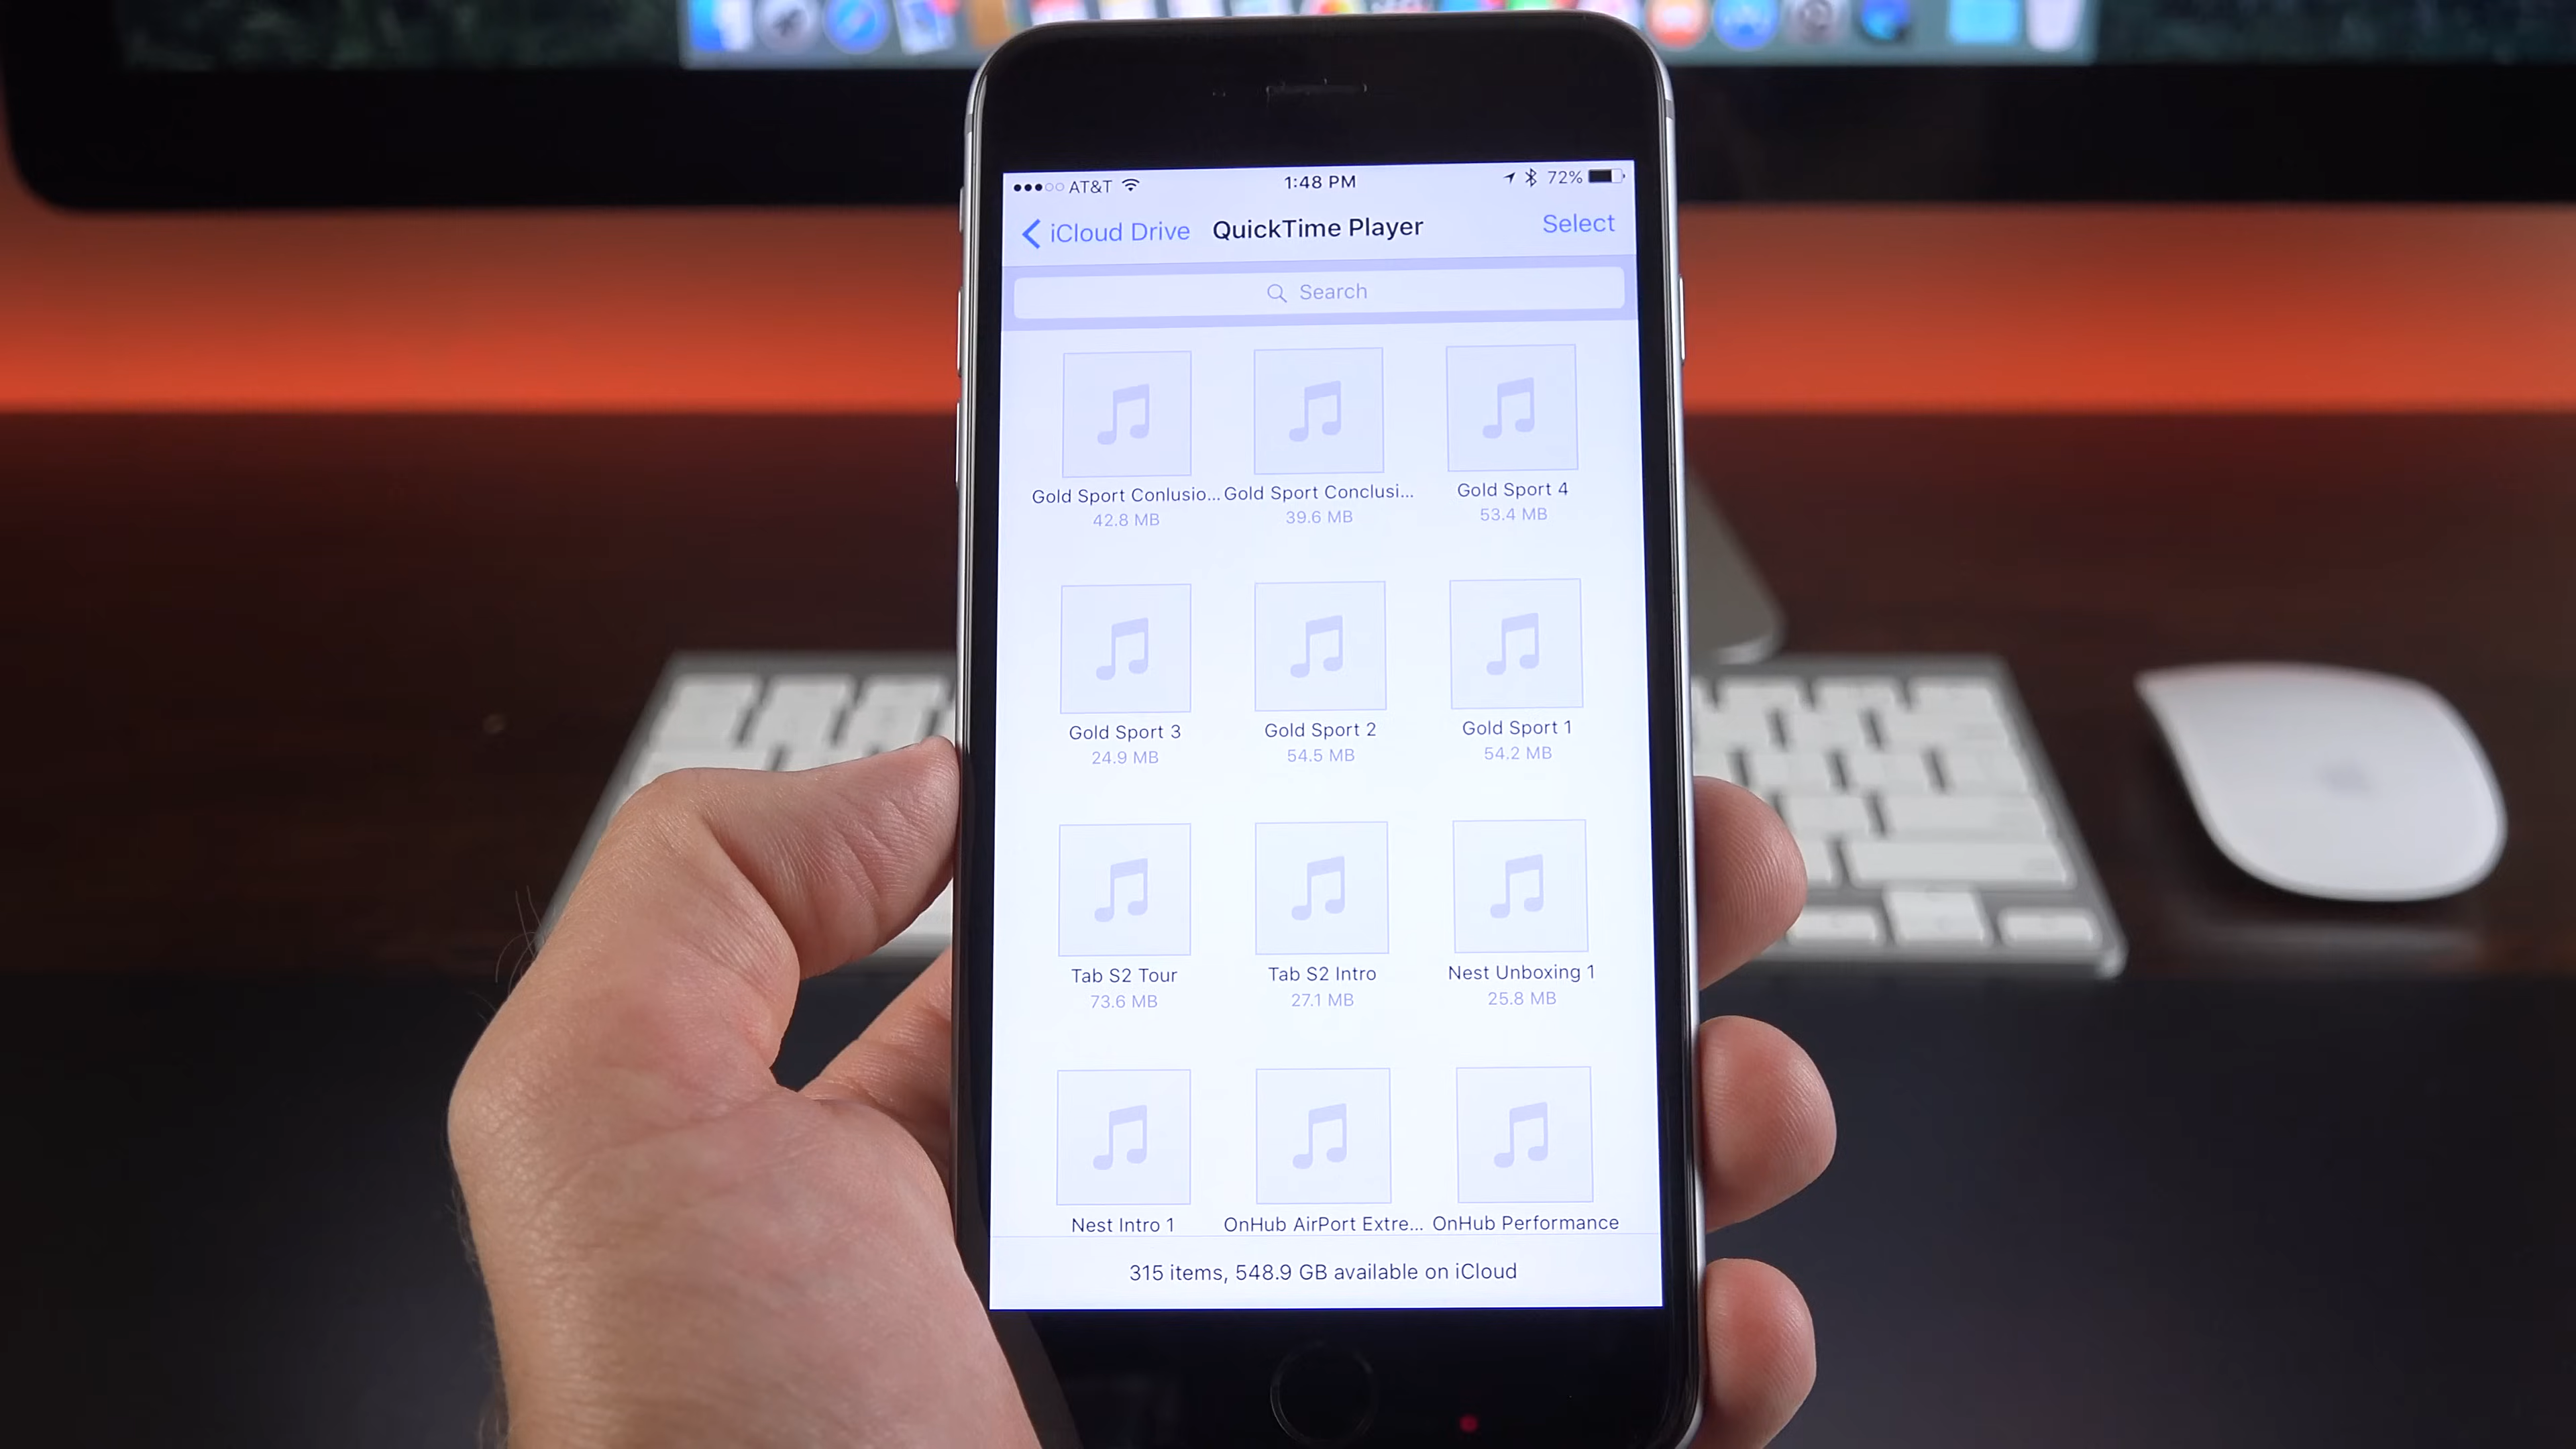 AT&T 1:48 PM 72%
iCloud Drive QuickTime Player Select
Search
Gold Sport Conlusio... Gold Sport Conclusi... Gold Sport 4
42.8 MB 39.6 MB 53.4 MB
Gold Sport 3 Gold Sport 2 Gold Sport 1
24.9 MB 54.5 MB 54.2 MB
Tab S2 Tour Tab S2 Intro Nest Unboxing 1
73.6 MB 27.1 MB 25.8 MB
Nest Intro 1 OnHub AirPort Extre... OnHub Performance
315 items, 548.9 GB available on iCloud